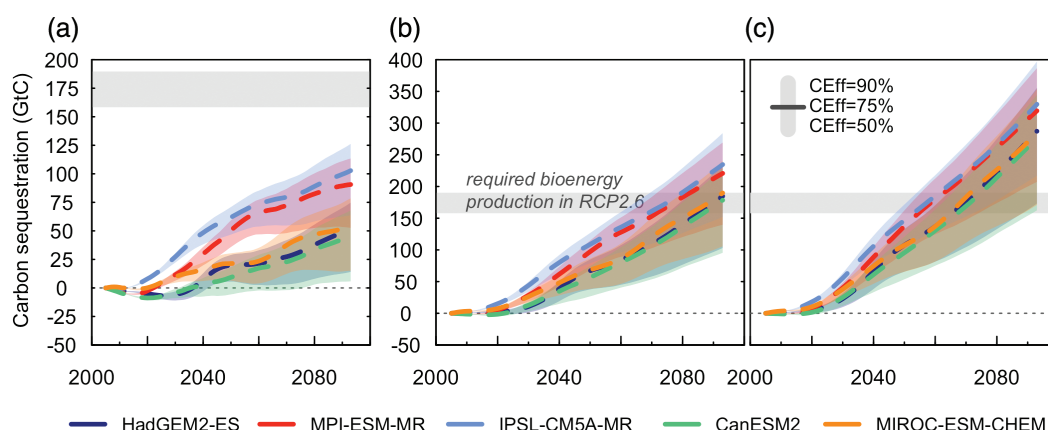 (a) (b) (c)
Carbon sequestration (GtC)
200
175
150
125
100
75
50
25
0
-25
-50
2000 2040 2080
400
350
300
250
200
150
100
50
0
-50
required bioenergy
production in RCP2.6
2000 2040 2080
CEff=90%
CEff=75%
CEff=50%
2000 2040 2080
HadGEM2-ES MPI-ESM-MR IPSL-CM5A-MR CanESM2 MIROC-ESM-CHEM